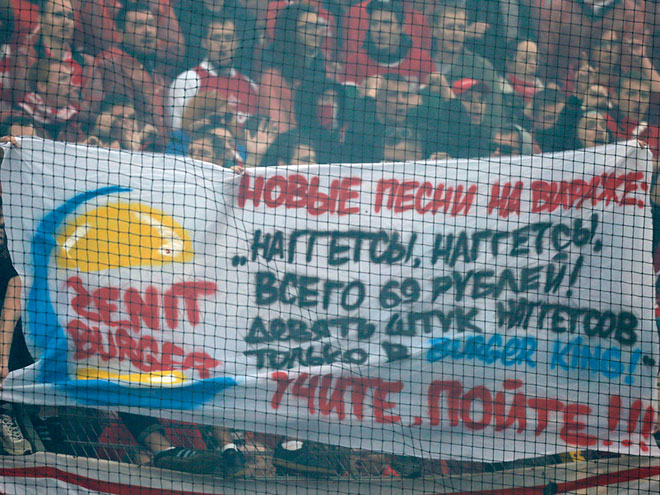 ZENIT
BURGER
НОВЫЕ ПЕСНИ НА ВИРАЖЕ:
„НАГГЕТСЫ, НАГГЕТСЫ,
ВСЕГО 69 РУБЛЕЙ!
ДЕВЯТЬ ШТУК НАГГЕТСОВ
ТОЛЬКО В BURGER KING!"
УЧИТЕ, ПОЙТЕ!!!